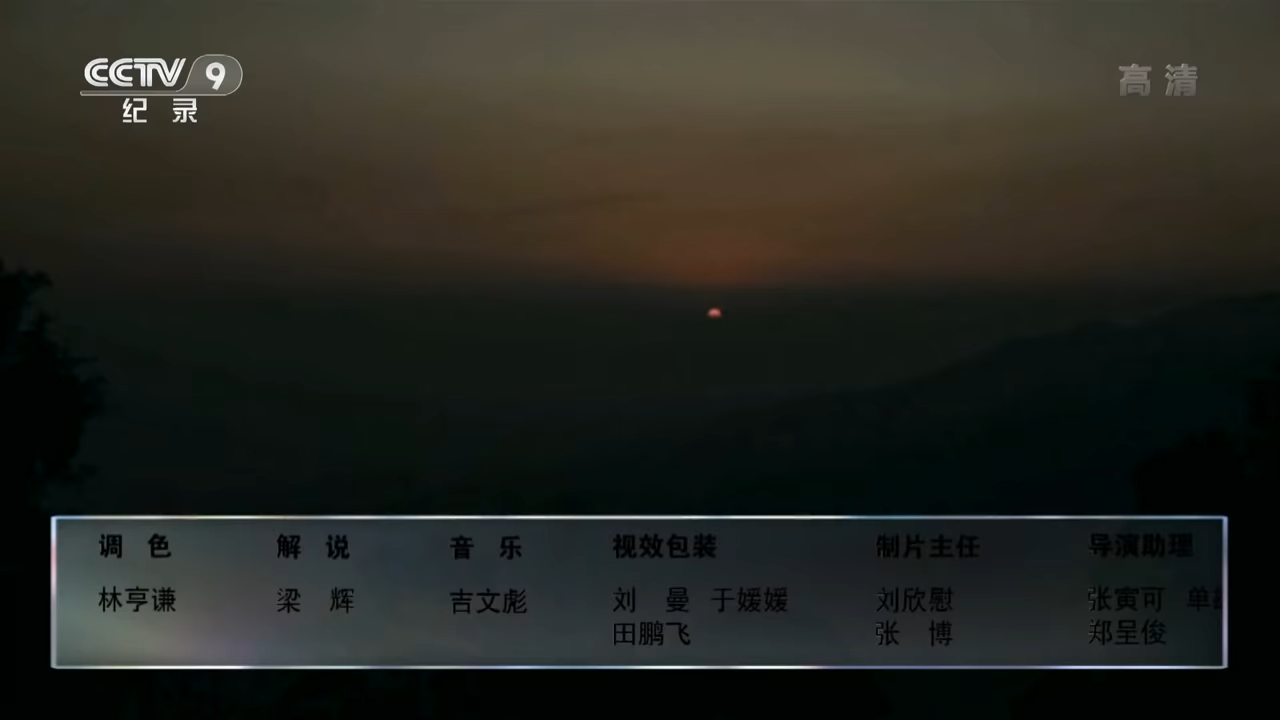 CCTV 9
纪录
高清
调色 解说 音乐 视效包装 制片主任 导演助理
林亨谦 梁辉 吉文彪 刘曼 于媛媛 刘欣慰 张寅可 单
田鹏飞 张博 郑呈俊